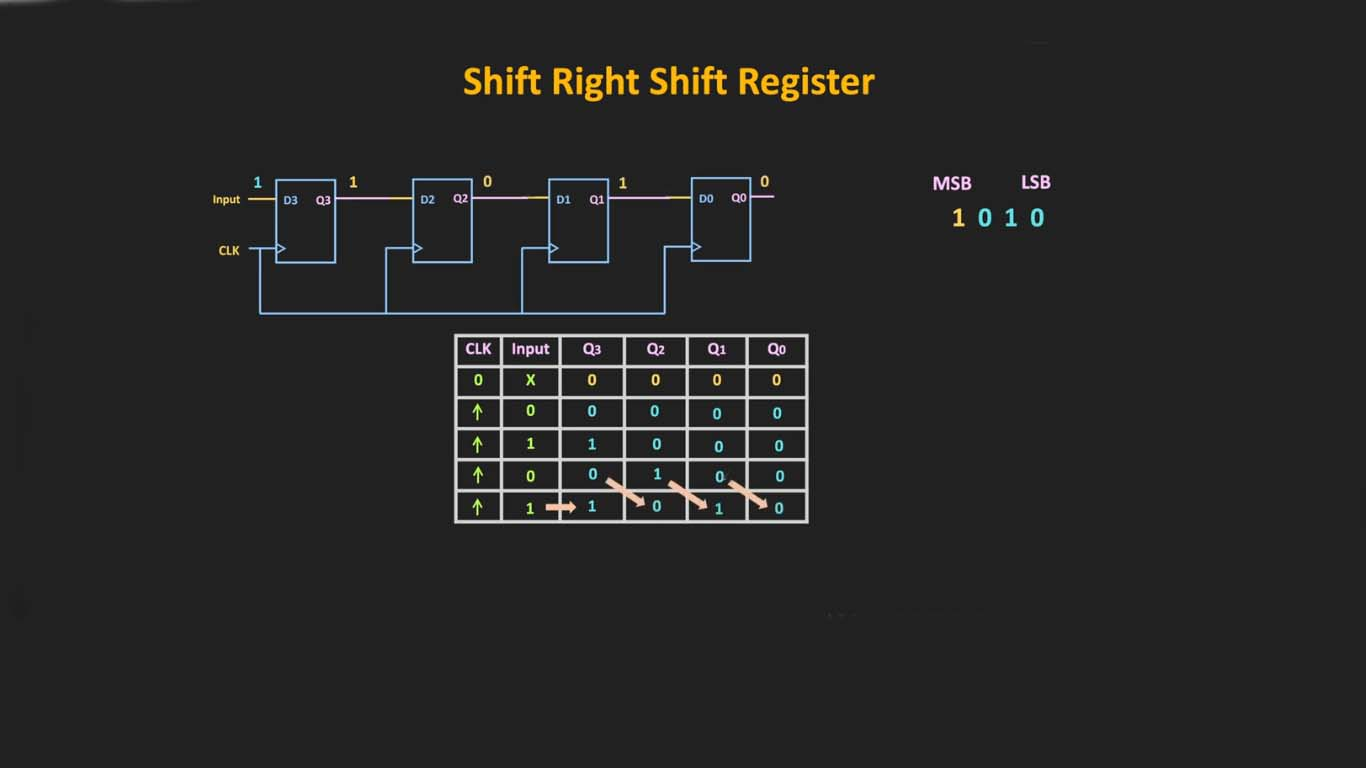 Shift Right Shift Register
1 1 0 1 0
Input D3 Q3 D2 Q2 D1 Q1 D0 Q0
CLK
MSB LSB
1 0 1 0
CLK Input Q3 Q2 Q1 Q0
0 X 0 0 0 0
↑ 0 0 0 0 0
↑ 1 1 0 0 0
↑ 0 0 1 0 0
↑ 1 1 0 1 0